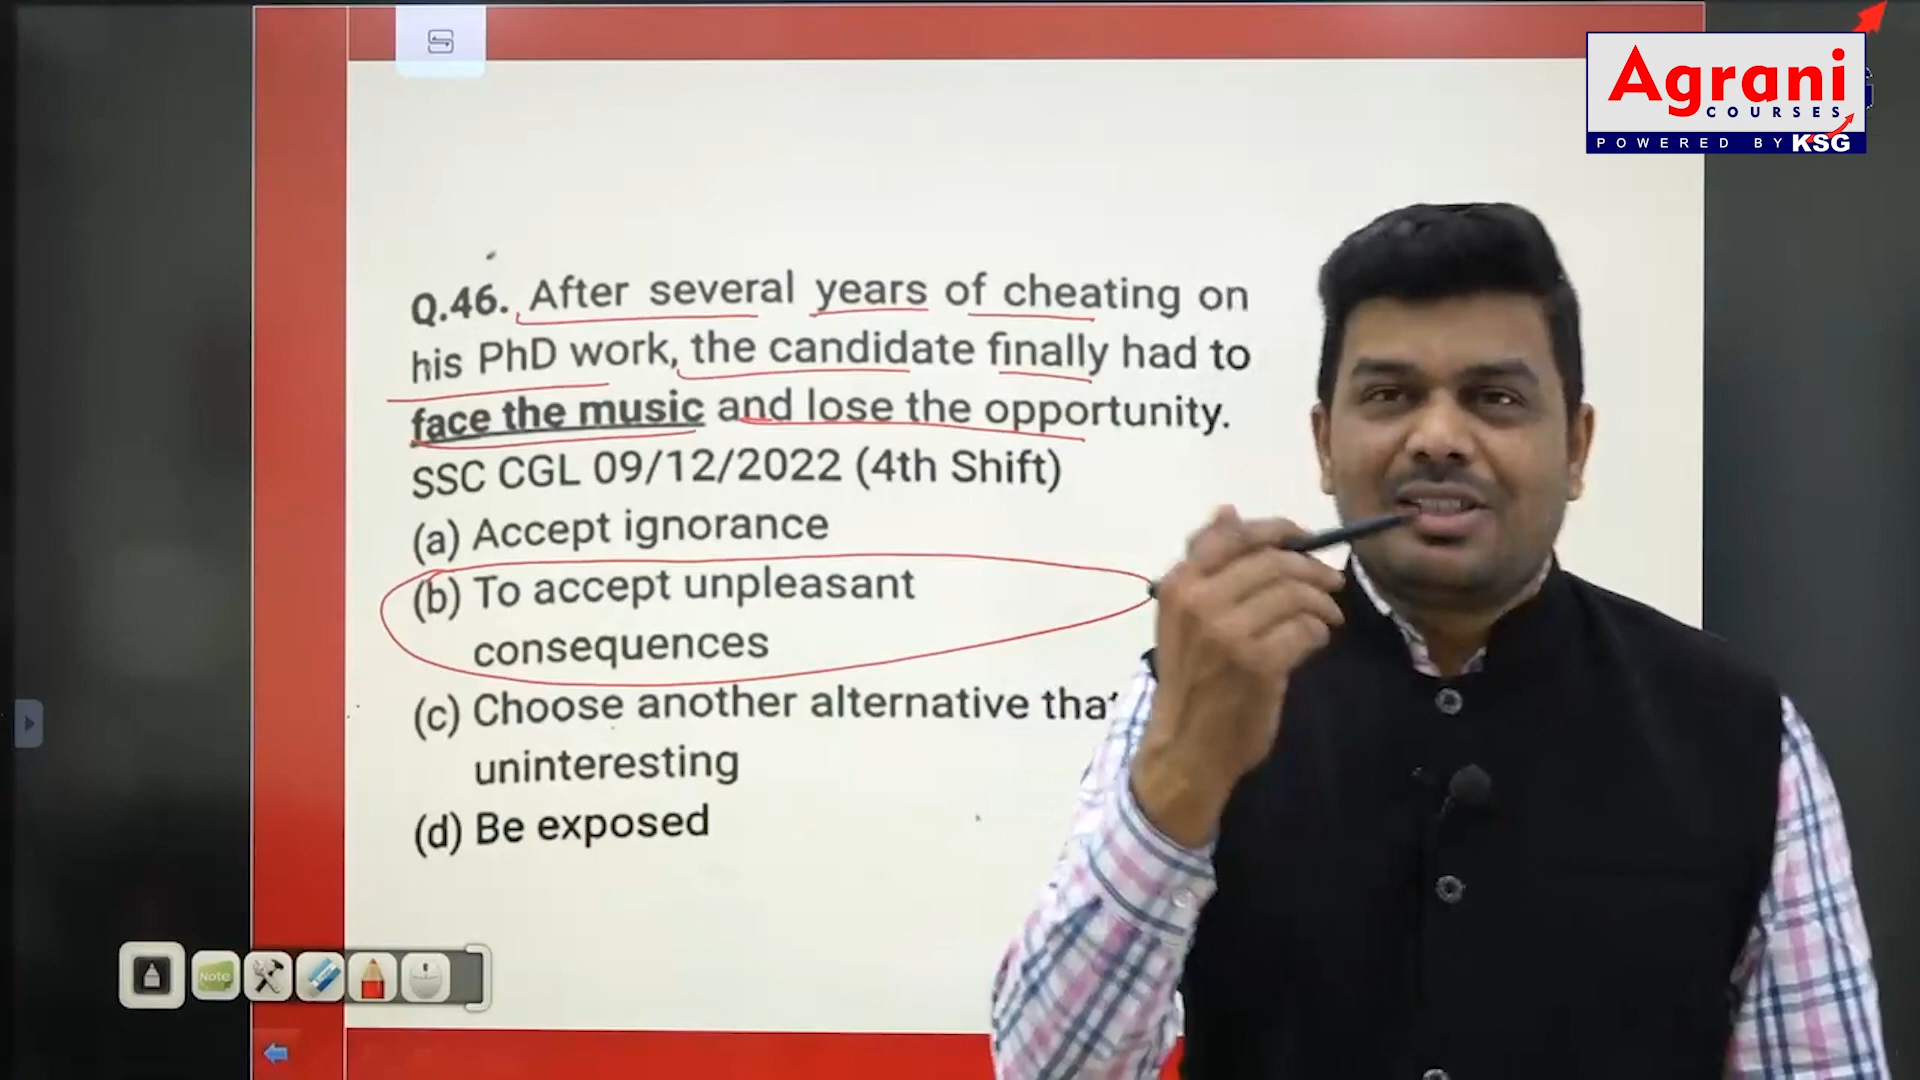 Agrani
COURSES
POWERED BY KSG
Q.46. After several years of cheating on
his PhD work, the candidate finally had to
face the music and lose the opportunity.
SSC CGL 09/12/2022 (4th Shift)
(a) Accept ignorance
(b) To accept unpleasant
consequences
(c) Choose another alternative that
uninteresting
(d) Be exposed
Note